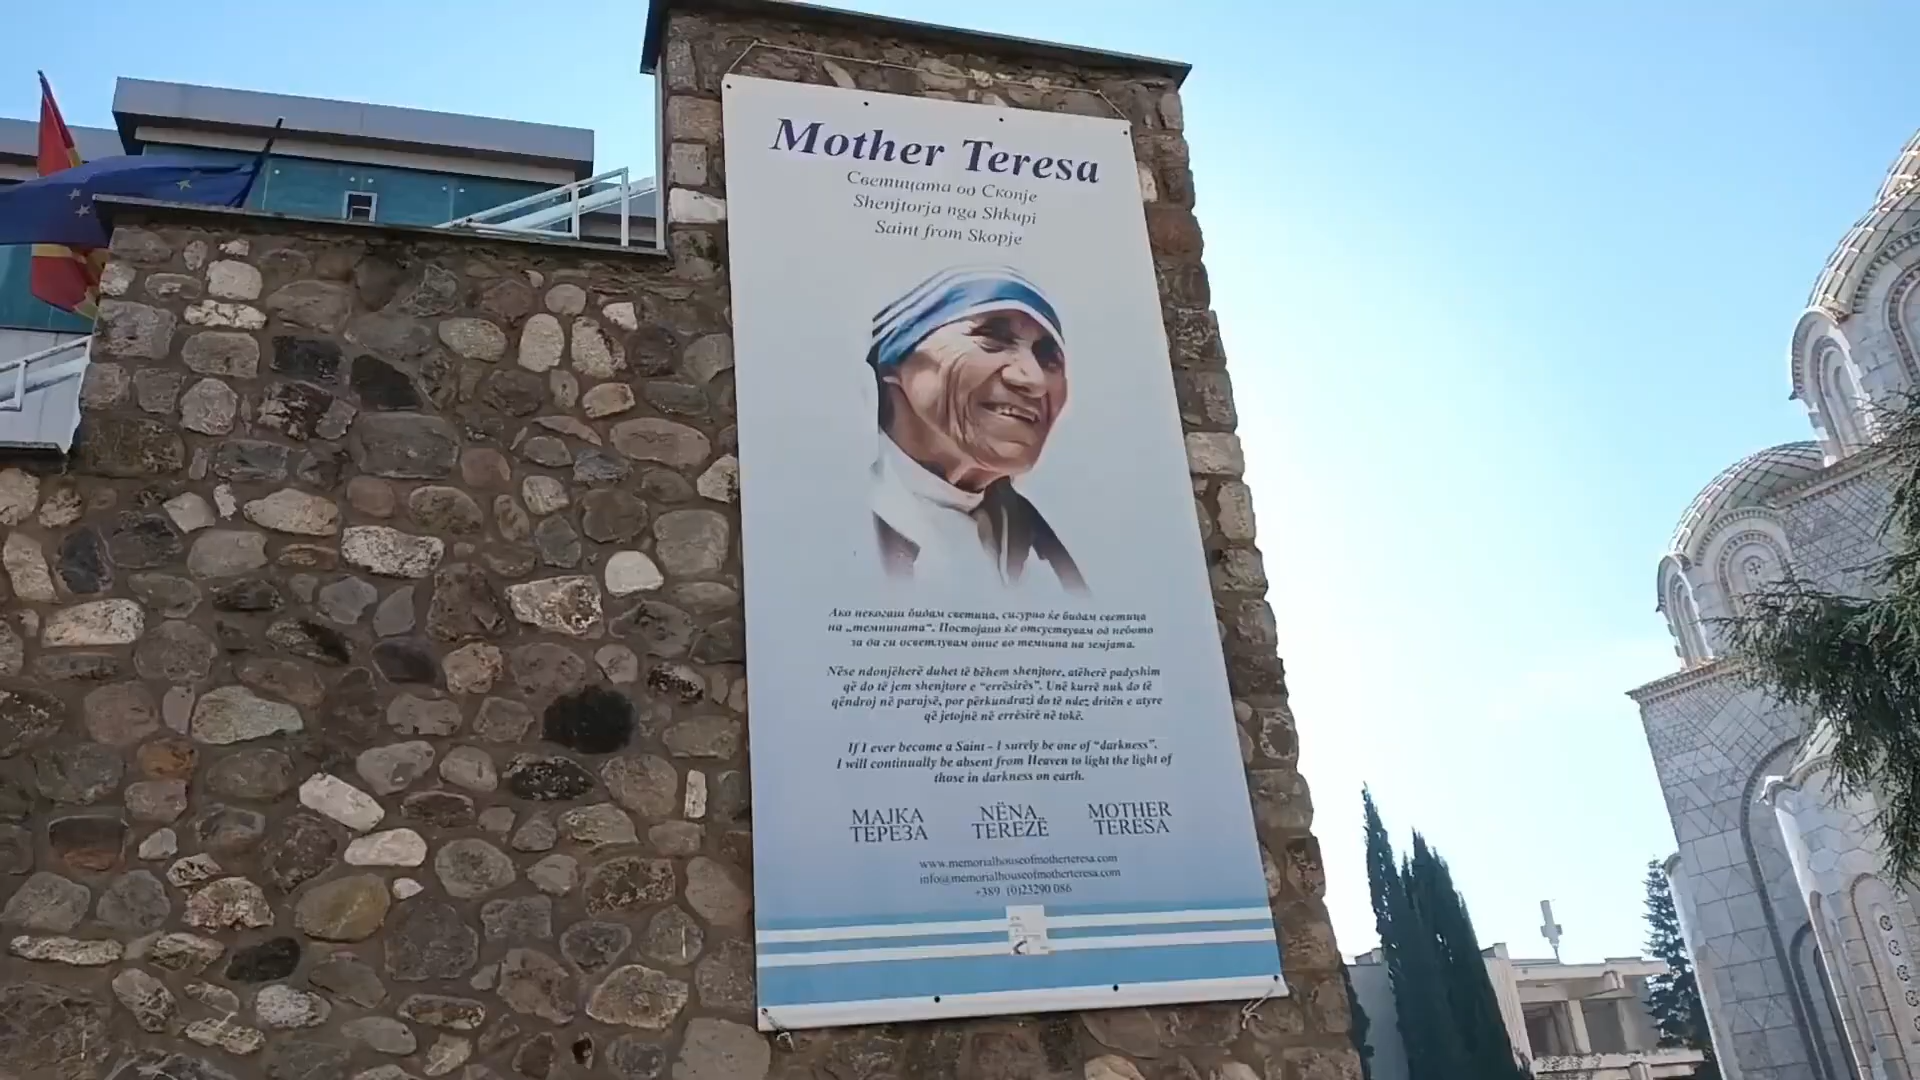 Mother Teresa
Светицата од Скопје
Shenjtorja nga Shkupi
Saint from Skopje
Ако некогаш бидам светица, сигурно ќе бидам светица
на „темнината“. Постојано ќе отсуствувам од небото
за да ги осветлувам оние во темнина на земјата.
Nëse ndonjëherë duhet të bëhem shenjtore, atëherë padyshim
që do të jem shenjtore e “errësirës”. Unë kurrë nuk do të
qëndroj në parajsë, por përkundrazi do të ndez dritën e atyre
që jetojnë në errësirë në tokë.
If I ever become a Saint - I surely be one of “darkness”.
I will continually be absent from Heaven to light the light of
those in darkness on earth.
МАЈКА NËNA MOTHER
ТЕРЕЗА TEREZË TERESA
www.memorialhouseofmotherteresa.com
info@memorialhouseofmotherteresa.com
+389 (0)23290 086